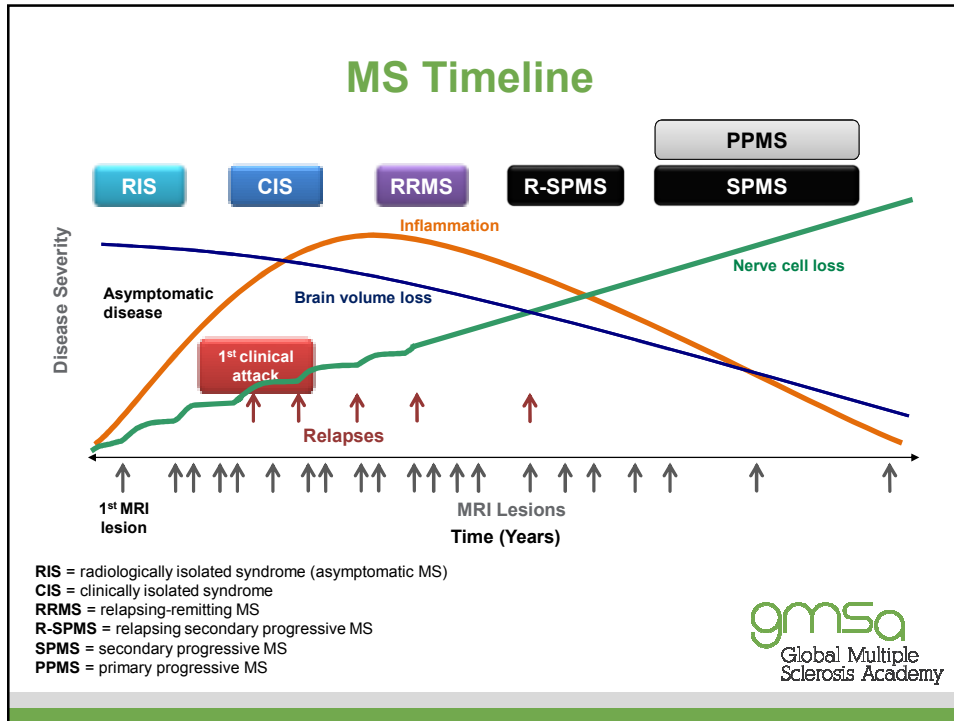 MS Timeline
PPMS
RIS
CIS
RRMS
R-SPMS
SPMS
Inflammation
Nerve cell loss
Disease Severity
Asymptomatic
disease
Brain volume loss
1st clinical
attack
Relapses
1st MRI
lesion
MRI Lesions
Time (Years)
RIS = radiologically isolated syndrome (asymptomatic MS)
CIS = clinically isolated syndrome
RRMS = relapsing-remitting MS
R-SPMS = relapsing secondary progressive MS
SPMS = secondary progressive MS
PPMS = primary progressive MS
gmsa
Global Multiple
Sclerosis Academy